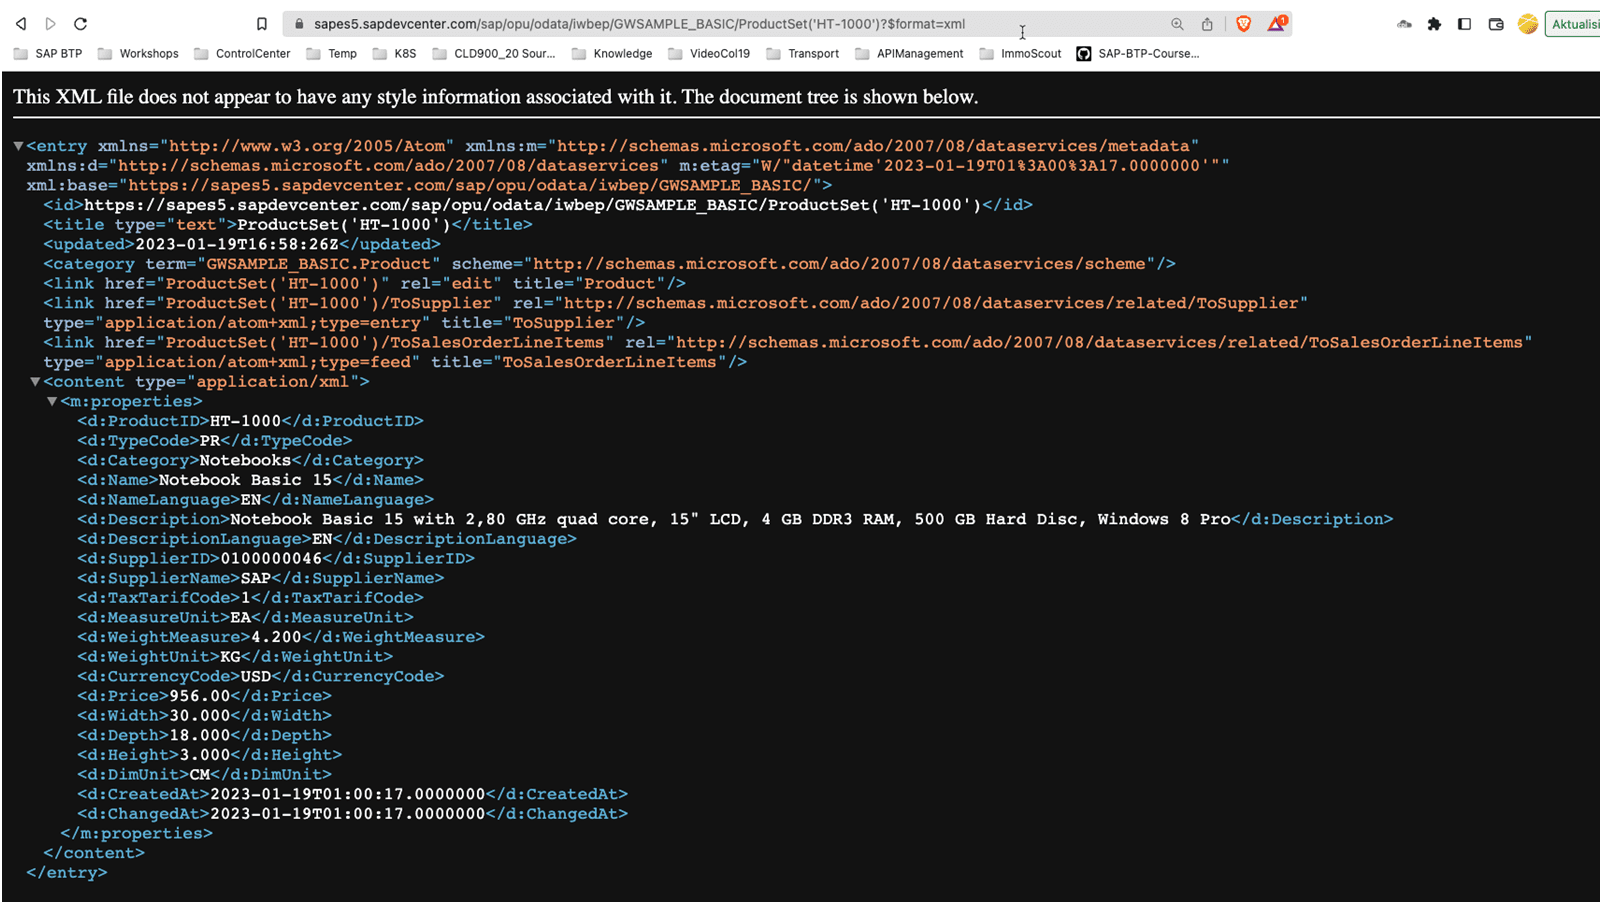 sapes5.sapdevcenter.com/sap/opu/odata/iwbep/GWSAMPLE_BASIC/ProductSet('HT-1000')?$format=xml 1 Aktualisi
SAP BTP Workshops ControlCenter Temp K8S CLD900_20 Sour... Knowledge VideoCol19 Transport APIManagement ImmoScout SAP-BTP-Course...
This XML file does not appear to have any style information associated with it. The document tree is shown below.
▼<entry xmlns="http://www.w3.org/2005/Atom" xmlns:m="http://schemas.microsoft.com/ado/2007/08/dataservices/metadata"
xmlns:d="http://schemas.microsoft.com/ado/2007/08/dataservices" m:etag="W/"datetime'2023-01-19T01%3A00%3A17.0000000'""
xml:base="https://sapes5.sapdevcenter.com/sap/opu/odata/iwbep/GWSAMPLE_BASIC/">
<id>https://sapes5.sapdevcenter.com/sap/opu/odata/iwbep/GWSAMPLE_BASIC/ProductSet('HT-1000')</id>
<title type="text">ProductSet('HT-1000')</title>
<updated>2023-01-19T16:58:26Z</updated>
<category term="GWSAMPLE_BASIC.Product" scheme="http://schemas.microsoft.com/ado/2007/08/dataservices/scheme"/>
<link href="ProductSet('HT-1000')" rel="edit" title="Product"/>
<link href="ProductSet('HT-1000')/ToSupplier" rel="http://schemas.microsoft.com/ado/2007/08/dataservices/related/ToSupplier"
type="application/atom+xml;type=entry" title="ToSupplier"/>
<link href="ProductSet('HT-1000')/ToSalesOrderLineItems" rel="http://schemas.microsoft.com/ado/2007/08/dataservices/related/ToSalesOrderLineItems"
type="application/atom+xml;type=feed" title="ToSalesOrderLineItems"/>
▼<content type="application/xml">
▼<m:properties>
<d:ProductID>HT-1000</d:ProductID>
<d:TypeCode>PR</d:TypeCode>
<d:Category>Notebooks</d:Category>
<d:Name>Notebook Basic 15</d:Name>
<d:NameLanguage>EN</d:NameLanguage>
<d:Description>Notebook Basic 15 with 2,80 GHz quad core, 15" LCD, 4 GB DDR3 RAM, 500 GB Hard Disc, Windows 8 Pro</d:Description>
<d:DescriptionLanguage>EN</d:DescriptionLanguage>
<d:SupplierID>0100000046</d:SupplierID>
<d:SupplierName>SAP</d:SupplierName>
<d:TaxTarifCode>1</d:TaxTarifCode>
<d:MeasureUnit>EA</d:MeasureUnit>
<d:WeightMeasure>4.200</d:WeightMeasure>
<d:WeightUnit>KG</d:WeightUnit>
<d:CurrencyCode>USD</d:CurrencyCode>
<d:Price>956.00</d:Price>
<d:Width>30.000</d:Width>
<d:Depth>18.000</d:Depth>
<d:Height>3.000</d:Height>
<d:DimUnit>CM</d:DimUnit>
<d:CreatedAt>2023-01-19T01:00:17.0000000</d:CreatedAt>
<d:ChangedAt>2023-01-19T01:00:17.0000000</d:ChangedAt>
</m:properties>
</content>
</entry>